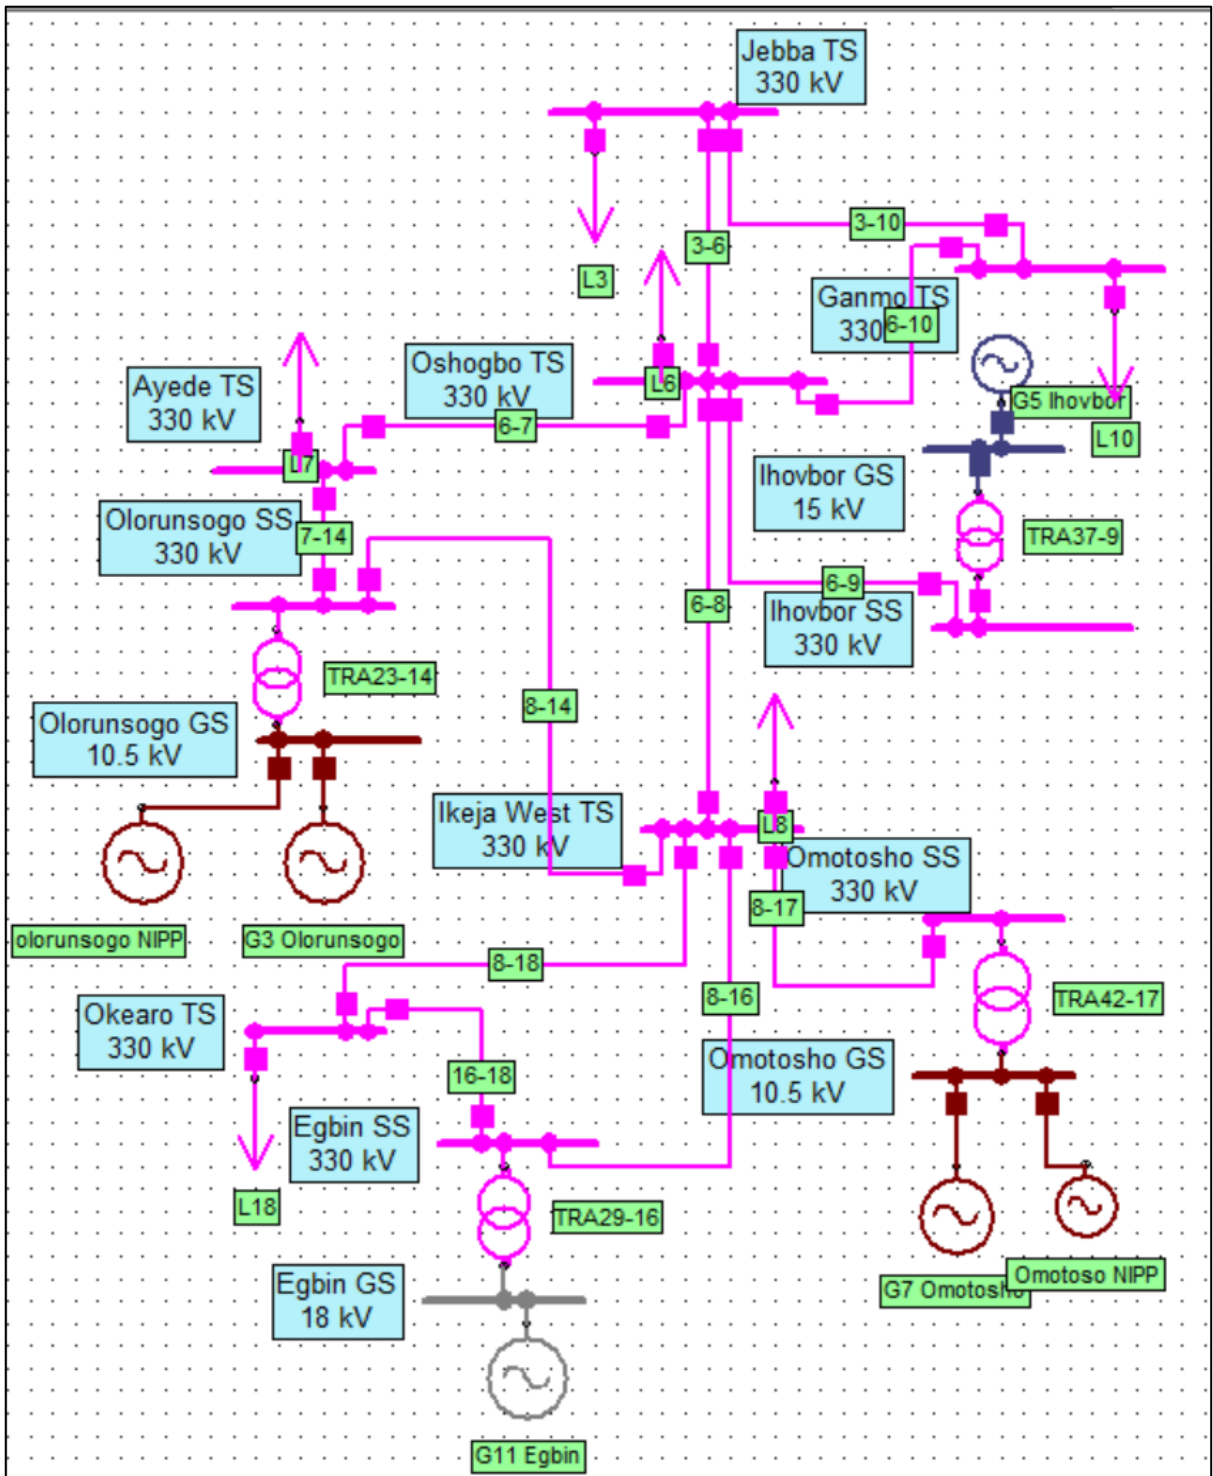 Jebba TS
330 kV
3-10
3-6
L3
Ganmo TS
330
6-10
Oshogbo TS
330 kV
L6
Ayede TS
330 kV
G5 Ihovbor
6-7
L10
L7
Ihovbor GS
15 kV
Olorunsogo SS
330 kV
7-14
TRA37-9
6-9
6-8
Ihovbor SS
330 kV
TRA23-14
8-14
Olorunsogo GS
10.5 kV
Ikeja West TS
330 kV
L8
Omotosho SS
330 kV
8-17
olorunsogo NIPP
G3 Olorunsogo
8-18
8-16
TRA42-17
Okearo TS
330 kV
16-18
Omotosho GS
10.5 kV
Egbin SS
330 kV
L18
TRA29-16
Egbin GS
18 kV
Omotoso NIPP
G7 Omotosho
G11 Egbin